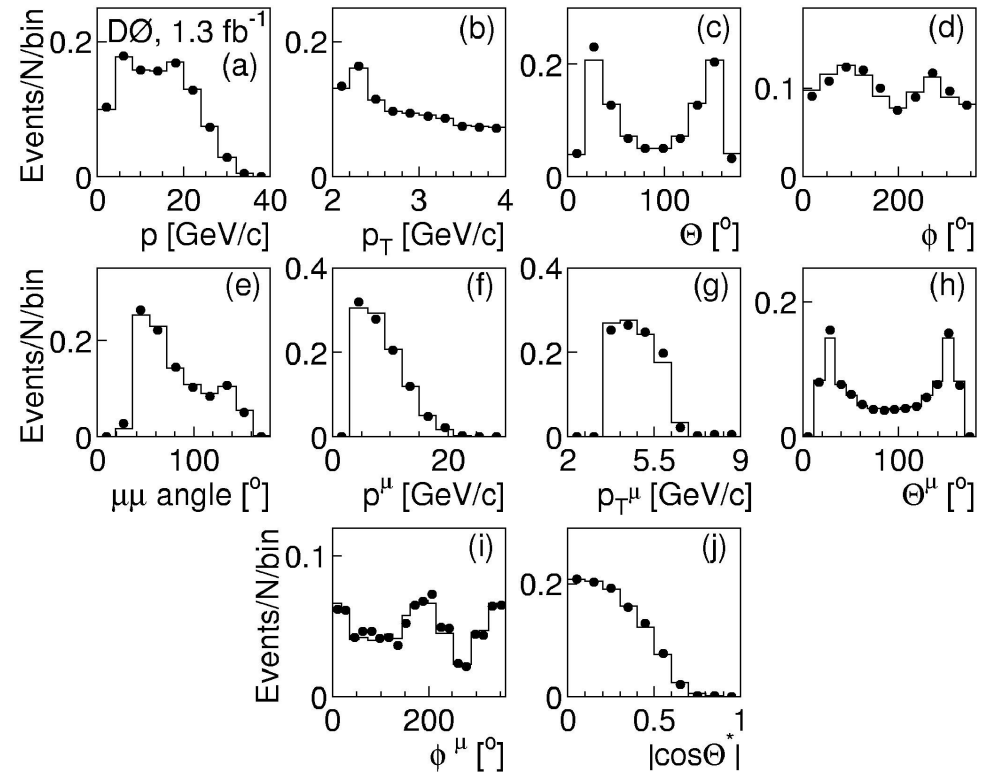 Events/N/bin
DØ, 1.3 fb⁻¹
(a)
0.2
0
0 20 40
p [GeV/c]
(b)
0.2
0
2 3 4
p_T [GeV/c]
(c)
0.2
0
0 100
Θ [°]
(d)
0.1
0
0 200
ϕ [°]
Events/N/bin
(e)
0.2
0
0 100
μμ angle [°]
(f)
0.4
0.2
0
0 20
p^μ [GeV/c]
(g)
0.4
0.2
0
2 5.5 9
p_T^μ [GeV/c]
(h)
0.2
0
0 100
Θ^μ [°]
Events/N/bin
(i)
0.1
0
0 200
ϕ^μ [°]
(j)
0.2
0
0 0.5 1
|cosΘ*|